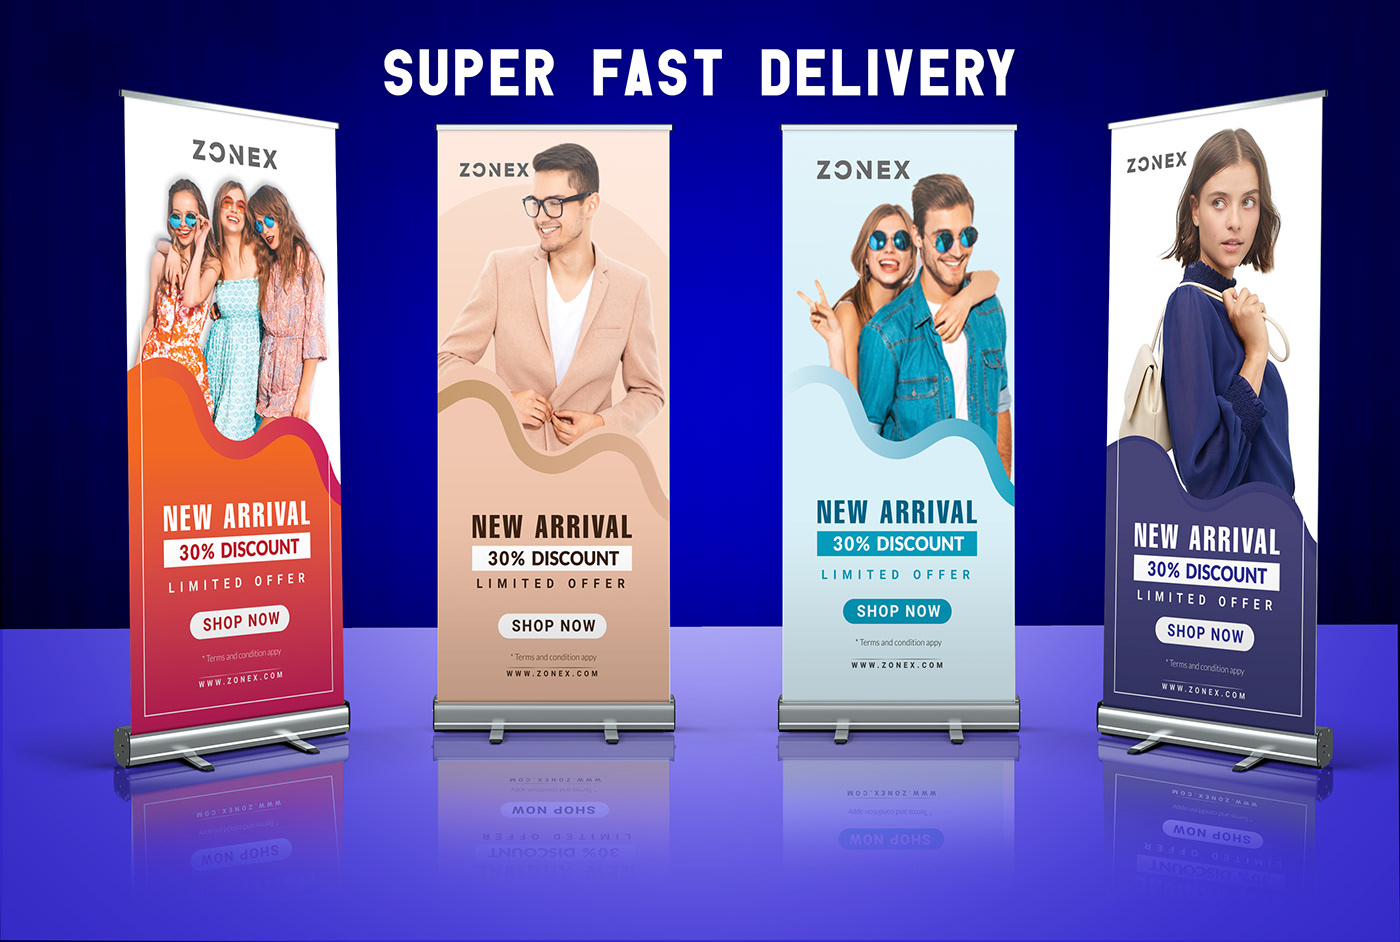 SUPER FAST DELIVERY
ZONEX
NEW ARRIVAL
30% DISCOUNT
LIMITED OFFER
SHOP NOW
* Terms and condition appy
WWW.ZONEX.COM
ZONEX
NEW ARRIVAL
30% DISCOUNT
LIMITED OFFER
SHOP NOW
* Terms and condition appy
WWW.ZONEX.COM
ZONEX
NEW ARRIVAL
30% DISCOUNT
LIMITED OFFER
SHOP NOW
* Terms and condition appy
WWW.ZONEX.COM
ZONEX
NEW ARRIVAL
30% DISCOUNT
LIMITED OFFER
SHOP NOW
* Terms and condition appy
WWW.ZONEX.COM